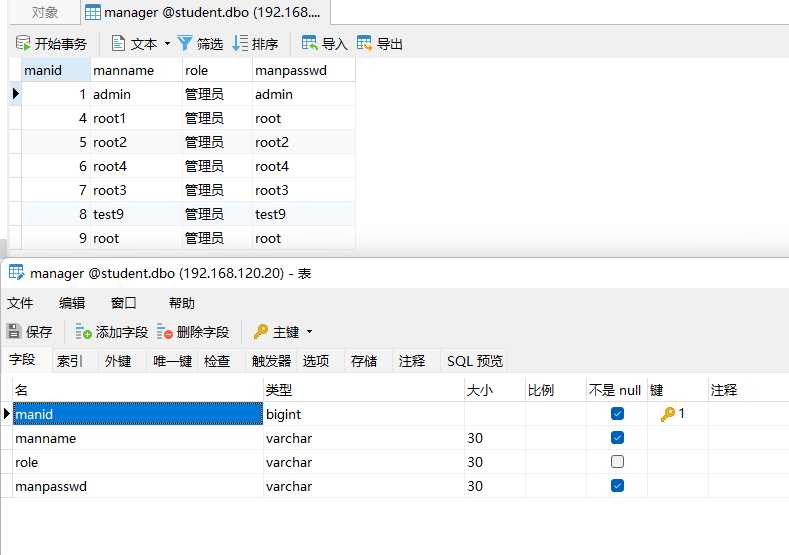 对象 manager @student.dbo (192.168....
开始事务 文本 筛选 排序 导入 导出
manid manname role manpasswd
1 admin 管理员 admin
4 root1 管理员 root
5 root2 管理员 root2
6 root4 管理员 root4
7 root3 管理员 root3
8 test9 管理员 test9
9 root 管理员 root
manager @student.dbo (192.168.120.20) - 表
文件 编辑 窗口 帮助
保存 添加字段 删除字段 主键
字段 索引 外键 唯一键 检查 触发器 选项 存储 注释 SQL 预览
名 类型 大小 比例 不是 null 键 注释
manid bigint 1
manname varchar 30
role varchar 30
manpasswd varchar 30